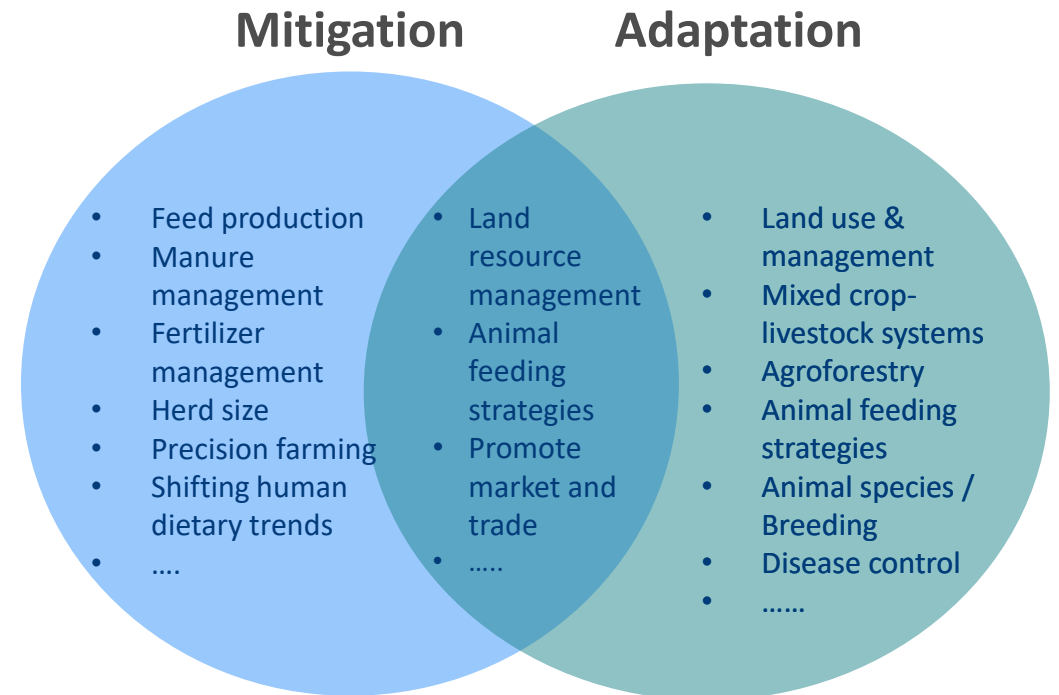 Mitigation
Adaptation
• Feed production
• Manure
management
• Fertilizer
management
• Herd size
• Precision farming
• Shifting human
dietary trends
• ....
• Land
resource
management
• Animal
feeding
strategies
• Promote
market and
trade
• .....
• Land use &
management
• Mixed crop-
livestock systems
• Agroforestry
• Animal feeding
strategies
• Animal species /
Breeding
• Disease control
• ......